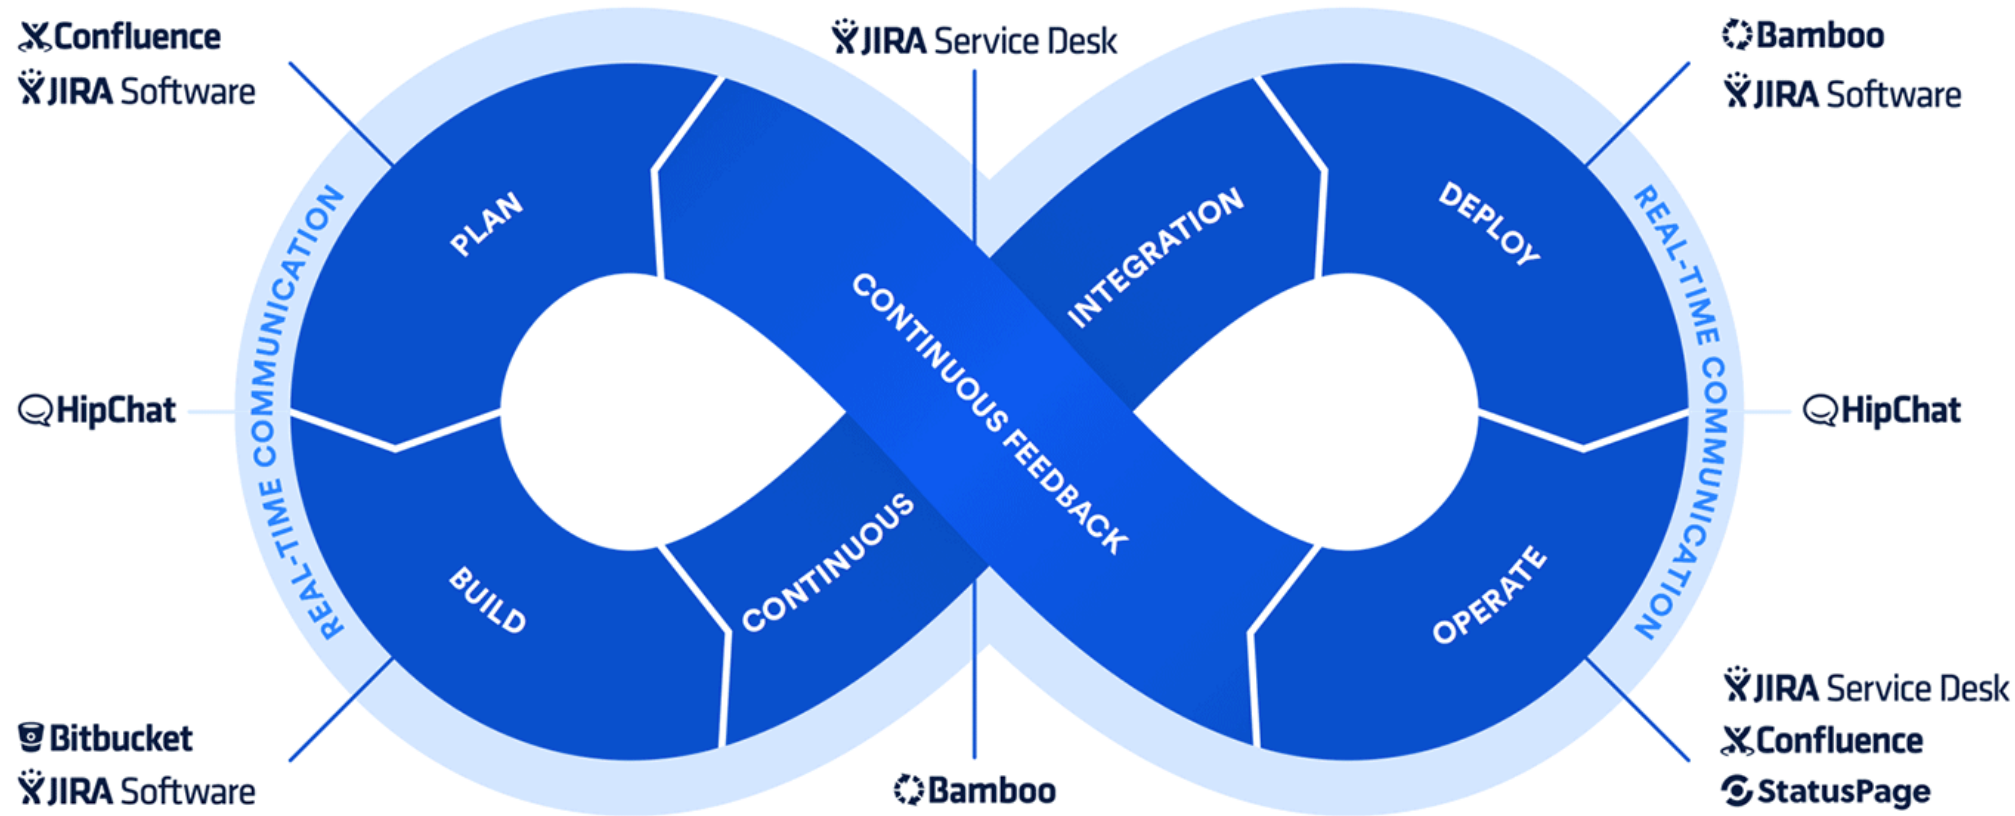 Confluence
JIRA Software
JIRA Service Desk
Bamboo
JIRA Software
PLAN
INTEGRATION
DEPLOY
REAL-TIME COMMUNICATION
CONTINUOUS FEEDBACK
REAL-TIME COMMUNICATION
HipChat
HipChat
BUILD
CONTINUOUS
OPERATE
Bitbucket
JIRA Software
Bamboo
JIRA Service Desk
Confluence
StatusPage